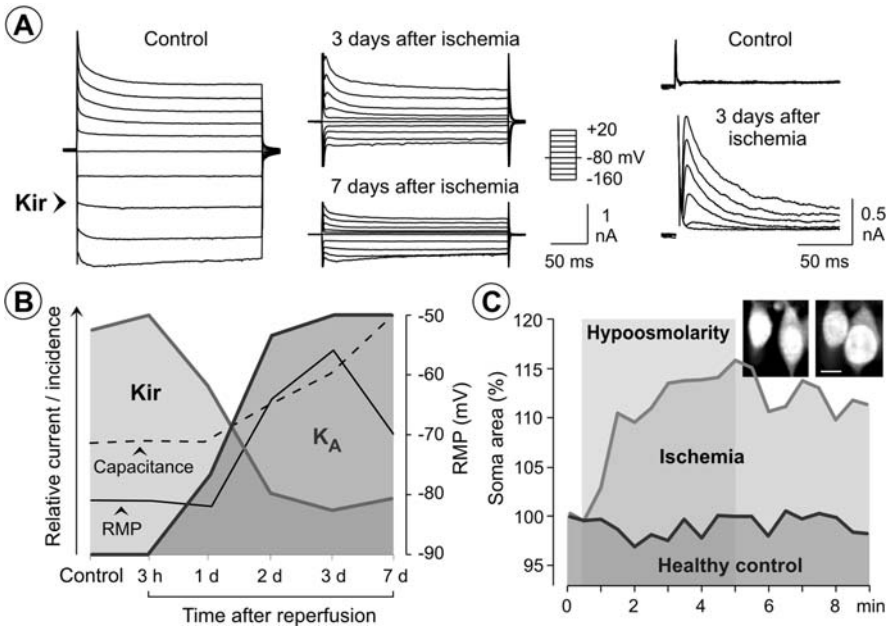 A
Control
3 days after ischemia
Control
Kir
+20
-80 mV
-160
7 days after ischemia
1
nA
50 ms
3 days after
ischemia
0.5
nA
50 ms
B
Relative current / incidence
Kir
Capacitance
RMP
KA
-50
-60
-70
-80
-90
RMP (mV)
Control
3 h
1 d
2 d
3 d
7 d
Time after reperfusion
C
Soma area (%)
120
115
110
105
100
95
Hypoosmolarity
Ischemia
Healthy control
0
2
4
6
8
min